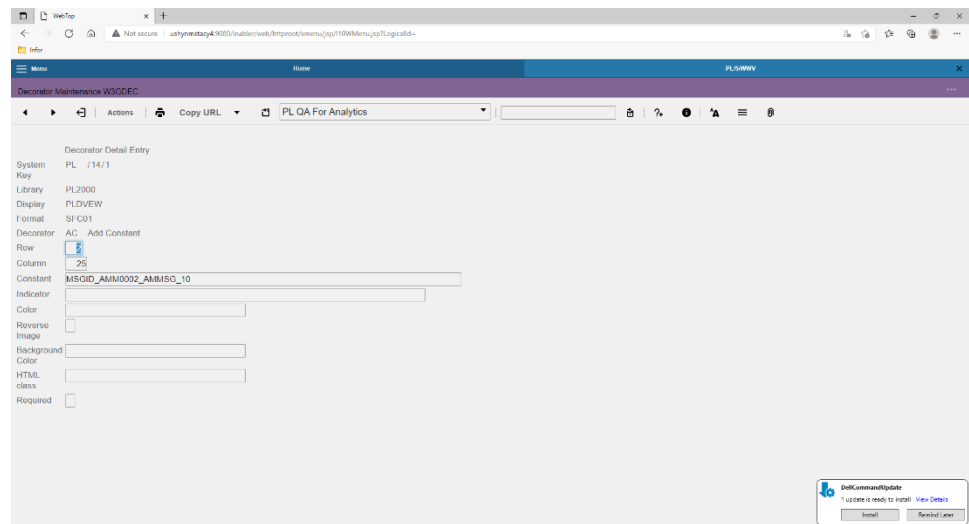 WebTop
Not secure ushynmstacy4:9080/inabler/web/httproot/xmenu/jsp/I10WMenu.jsp?LogicalId=
Infor
Menu Home PL/5/WWV
Decorator Maintenance W3GDEC
Actions Copy URL PL QA For Analytics
Decorator Detail Entry
System Key PL /14/1
Library PL2000
Display PLDVEW
Format SFC01
Decorator AC Add Constant
Row 2
Column 25
Constant MSGID_AMM0002_AMMSG_10
Indicator
Color
Reverse Image
Background Color
HTML class
Required
DellCommandUpdate
1 update is ready to install View Details
Install Remind Later